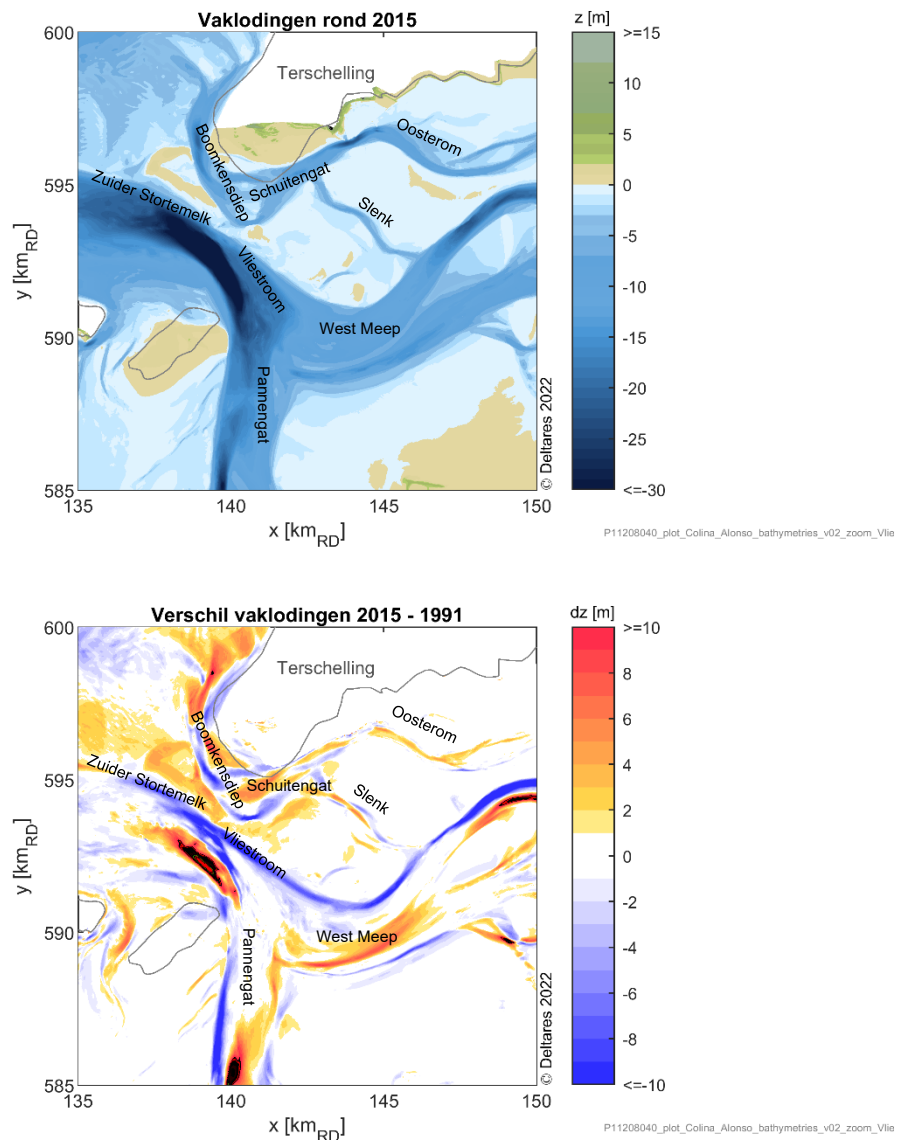 Vaklodingen rond 2015
z [m]
600
595
590
585
y [km_RD]
Terschelling
Boomkensdiep
Oosterom
Schuitengat
Zuider Stortemelk
Slenk
Vliestroom
West Meep
Pannengat
© Deltares 2022
135
140
145
150
x [km_RD]
>=15
10
5
0
-5
-10
-15
-20
-25
<=-30
P11208040_plot_Colina_Alonso_bathymetries_v02_zoom_Vlie
Verschil vaklodingen 2015 - 1991
dz [m]
600
595
590
585
y [km_RD]
Terschelling
Boomkensdiep
Oosterom
Zuider Stortemelk
Schuitengat
Slenk
Vliestroom
West Meep
Pannengat
© Deltares 2022
135
140
145
150
x [km_RD]
>=10
8
6
4
2
0
-2
-4
-6
-8
<=-10
P11208040_plot_Colina_Alonso_bathymetries_v02_zoom_Vlie